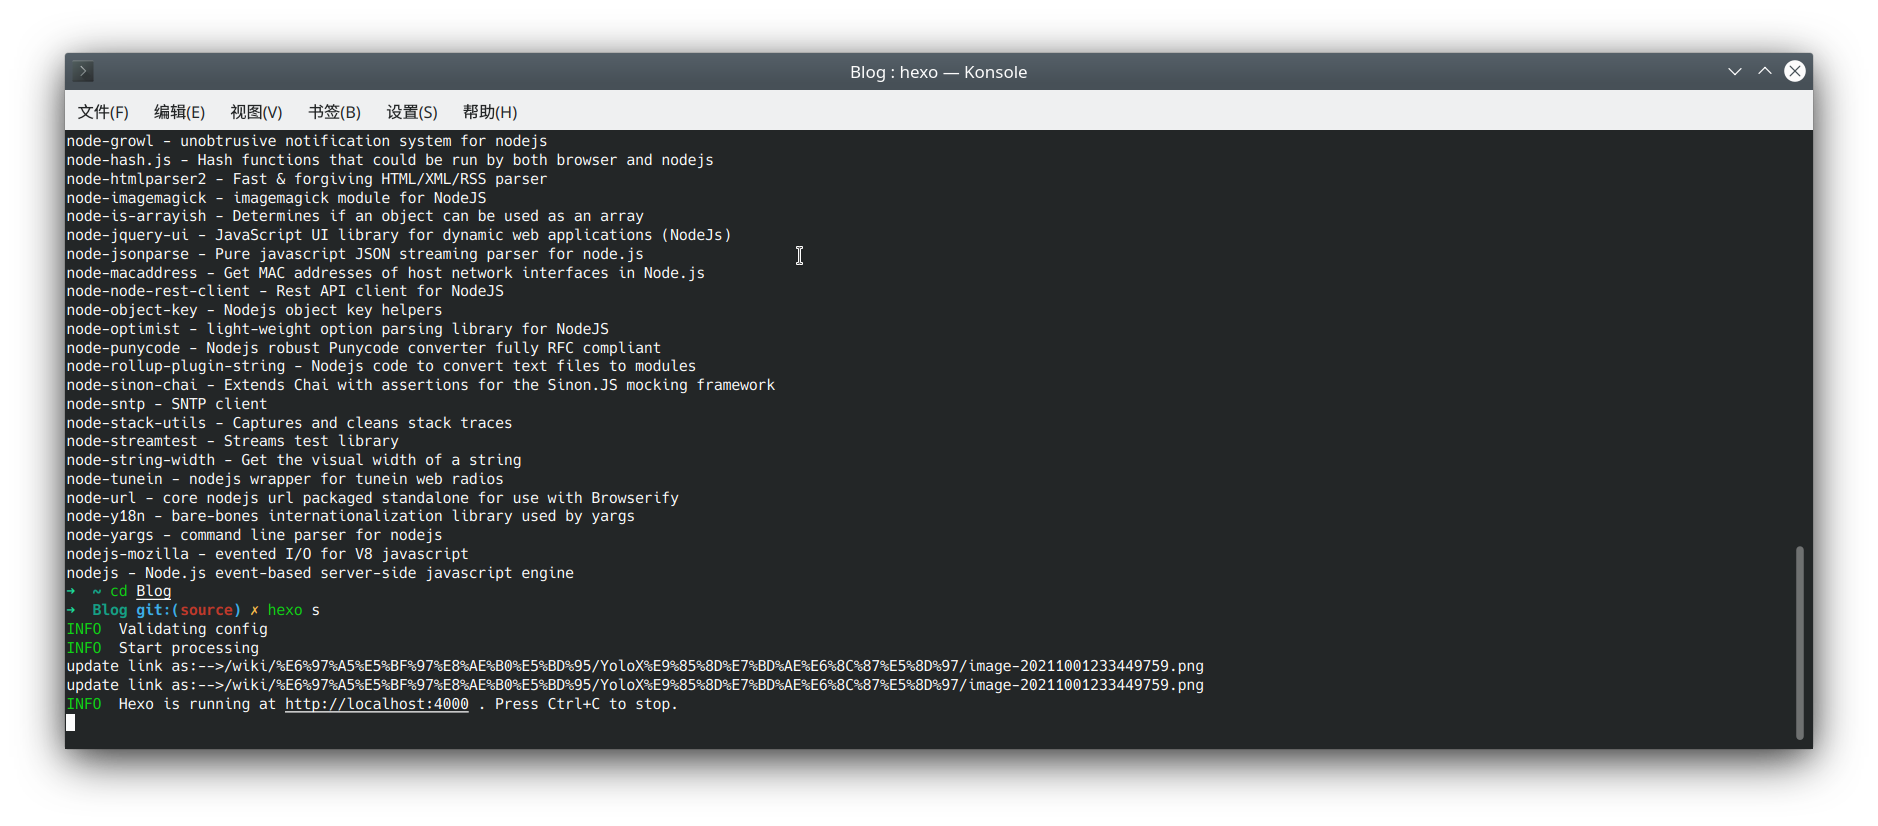 Blog : hexo — Konsole
文件(F) 编辑(E) 视图(V) 书签(B) 设置(S) 帮助(H)
node-growl - unobtrusive notification system for nodejs
node-hash.js - Hash functions that could be run by both browser and nodejs
node-htmlparser2 - Fast & forgiving HTML/XML/RSS parser
node-imagemagick - imagemagick module for NodeJS
node-is-arrayish - Determines if an object can be used as an array
node-jquery-ui - JavaScript UI library for dynamic web applications (NodeJs)
node-jsonparse - Pure javascript JSON streaming parser for node.js
node-macaddress - Get MAC addresses of host network interfaces in Node.js
node-node-rest-client - Rest API client for NodeJS
node-object-key - Nodejs object key helpers
node-optimist - light-weight option parsing library for NodeJS
node-punycode - Nodejs robust Punycode converter fully RFC compliant
node-rollup-plugin-string - Nodejs code to convert text files to modules
node-sinon-chai - Extends Chai with assertions for the Sinon.JS mocking framework
node-sntp - SNTP client
node-stack-utils - Captures and cleans stack traces
node-streamtest - Streams test library
node-string-width - Get the visual width of a string
node-tunein - nodejs wrapper for tunein web radios
node-url - core nodejs url packaged standalone for use with Browserify
node-y18n - bare-bones internationalization library used by yargs
node-yargs - command line parser for nodejs
nodejs-mozilla - evented I/O for V8 javascript
nodejs - Node.js event-based server-side javascript engine
➜  ~ cd Blog
➜  Blog git:(source) ✗ hexo s
INFO  Validating config
INFO  Start processing
update link as:-->/wiki/%E6%97%A5%E5%BF%97%E8%AE%B0%E5%BD%95/YoloX%E9%85%8D%E7%BD%AE%E6%8C%87%E5%8D%97/image-20211001233449759.png
update link as:-->/wiki/%E6%97%A5%E5%BF%97%E8%AE%B0%E5%BD%95/YoloX%E9%85%8D%E7%BD%AE%E6%8C%87%E5%8D%97/image-20211001233449759.png
INFO  Hexo is running at http://localhost:4000 . Press Ctrl+C to stop.